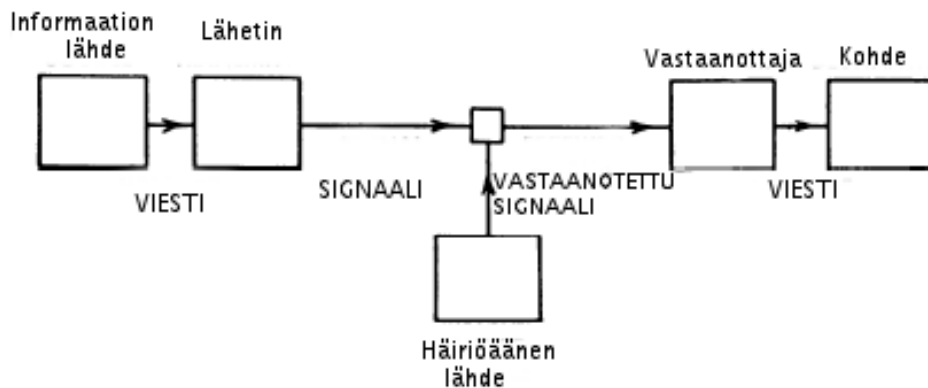 Informaation
lähde
Lähetin
Vastaanottaja
Kohde
VIESTI
SIGNAALI
VASTAANOTETTU
SIGNAALI
VIESTI
Häiriöäänen
lähde